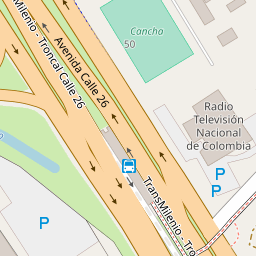 Cancha
50
Milenio - Troncal Calle 26
Avenida Calle 26
Radio
Televisión
Nacional
de Colombia
P
P
P
TransMilenio - Tro